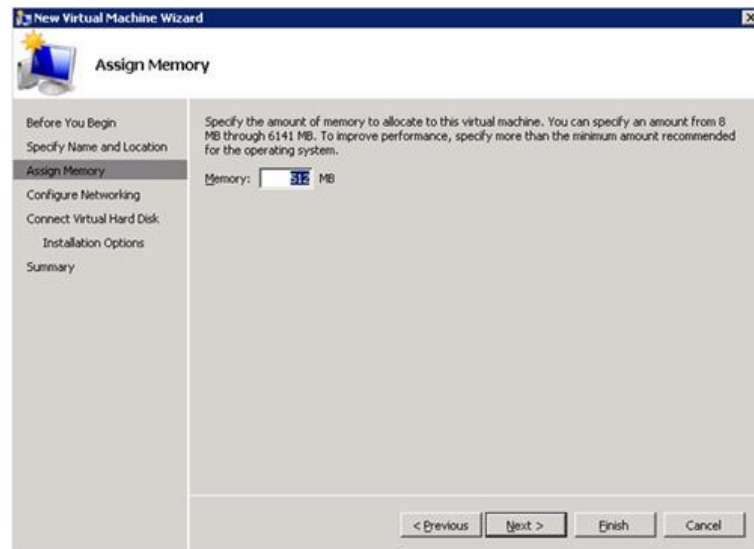 New Virtual Machine Wizard
Assign Memory
Before You Begin
Specify Name and Location
Assign Memory
Configure Networking
Connect Virtual Hard Disk
Installation Options
Summary
Specify the amount of memory to allocate to this virtual machine. You can specify an amount from 8
MB through 6141 MB. To improve performance, specify more than the minimum amount recommended
for the operating system.
Memory: 512 MB
< Previous Next > Finish Cancel